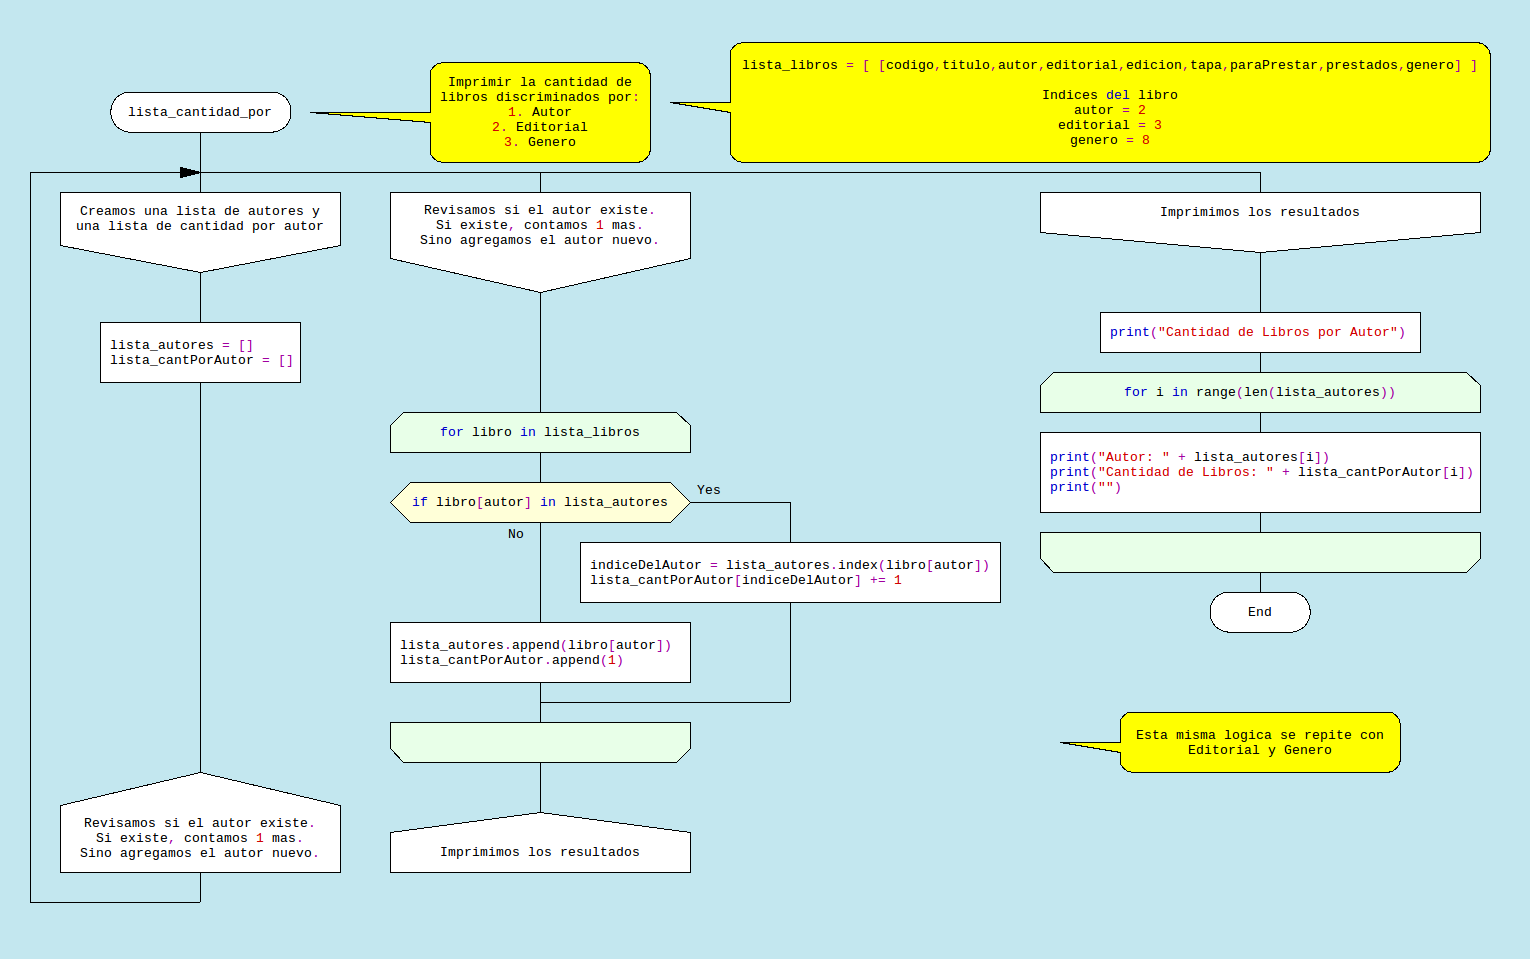 lista_cantidad_por
Imprimir la cantidad de
libros discriminados por:
1. Autor
2. Editorial
3. Genero
lista_libros = [ [codigo,titulo,autor,editorial,edicion,tapa,paraPrestar,prestados,genero] ]
Indices del libro
autor = 2
editorial = 3
genero = 8
Creamos una lista de autores y
una lista de cantidad por autor
lista_autores = []
lista_cantPorAutor = []
Revisamos si el autor existe.
Si existe, contamos 1 mas.
Sino agregamos el autor nuevo.
Revisamos si el autor existe.
Si existe, contamos 1 mas.
Sino agregamos el autor nuevo.
for libro in lista_libros
if libro[autor] in lista_autores
Yes
No
indiceDelAutor = lista_autores.index(libro[autor])
lista_cantPorAutor[indiceDelAutor] += 1
lista_autores.append(libro[autor])
lista_cantPorAutor.append(1)
Imprimimos los resultados
Imprimimos los resultados
print("Cantidad de Libros por Autor")
for i in range(len(lista_autores))
print("Autor: " + lista_autores[i])
print("Cantidad de Libros: " + lista_cantPorAutor[i])
print("")
End
Esta misma logica se repite con
Editorial y Genero